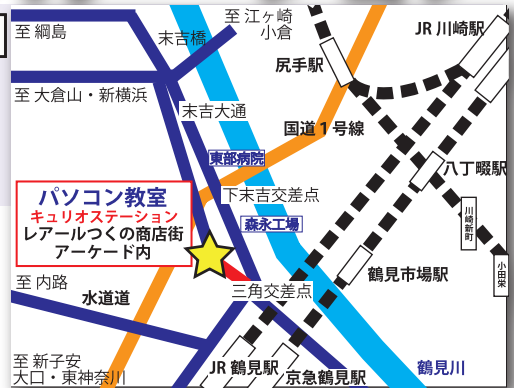 至 江ヶ崎
小倉
JR 川崎駅
至 綱島
末吉橋
尻手駅
至 大倉山・新横浜
末吉大通
国道１号線
東部病院
八丁畷駅
パソコン教室
キュリオステーション
レアールつくの商店街
アーケード内
下末吉交差点
森永工場
川崎新町
小田栄
至 内路
水道道
三角交差点
鶴見市場駅
至 新子安
大口・東神奈川
JR 鶴見駅
京急鶴見駅
鶴見川